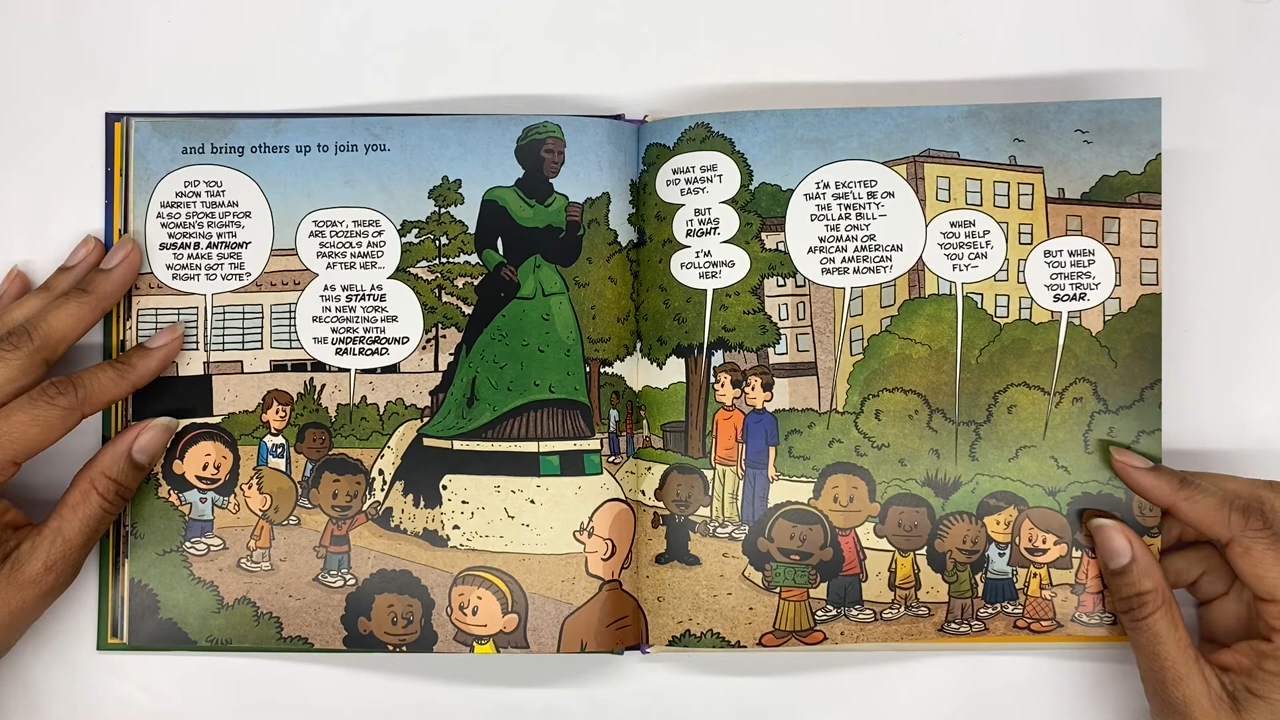 and bring others up to join you.
DID YOU
KNOW THAT
HARRIET TUBMAN
ALSO SPOKE UP FOR
WOMEN'S RIGHTS,
WORKING WITH
SUSAN B. ANTHONY
TO MAKE SURE
WOMEN GOT THE
RIGHT TO VOTE?
TODAY, THERE
ARE DOZENS OF
SCHOOLS AND
PARKS NAMED
AFTER HER...
AS WELL AS
THIS STATUE
IN NEW YORK
RECOGNIZING HER
WORK WITH
THE UNDERGROUND
RAILROAD.
42
WHAT SHE
DID WASN'T
EASY.
BUT
IT WAS
RIGHT.
I'M
FOLLOWING
HER!
I'M EXCITED
THAT SHE'LL BE ON
THE TWENTY-
DOLLAR BILL—
THE ONLY
WOMAN OR
AFRICAN AMERICAN
ON AMERICAN
PAPER MONEY!
WHEN
YOU HELP
YOURSELF,
YOU CAN
FLY—
BUT WHEN
YOU HELP
OTHERS,
YOU TRULY
SOAR.